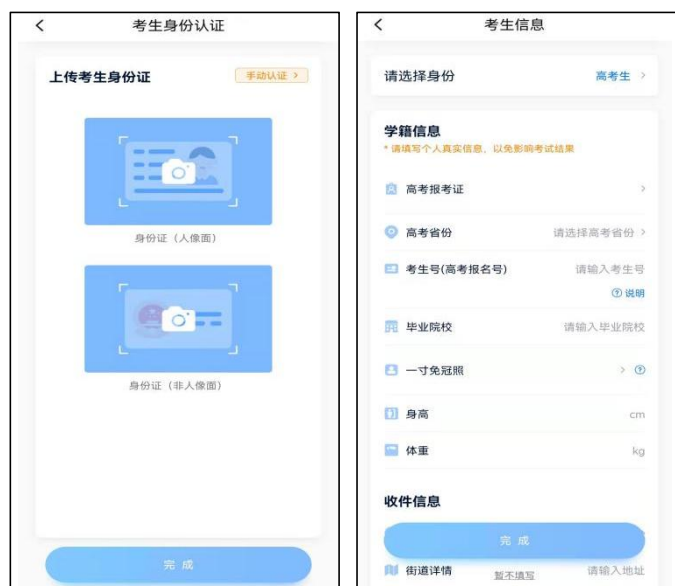 考生身份认证
上传考生身份证
手动认证 >
身份证（人像面）
身份证（非人像面）
完 成
考生信息
请选择身份 高考生 >
学籍信息
* 请填写个人真实信息，以免影响考试结果
高考报考证 >
高考省份 请选择高考省份 >
考生号(高考报名号) 请输入考生号
? 说明
毕业院校 请输入毕业院校
一寸免冠照 > ?
身高 cm
体重 kg
收件信息
完 成
街道详情 暂不填写 请输入地址